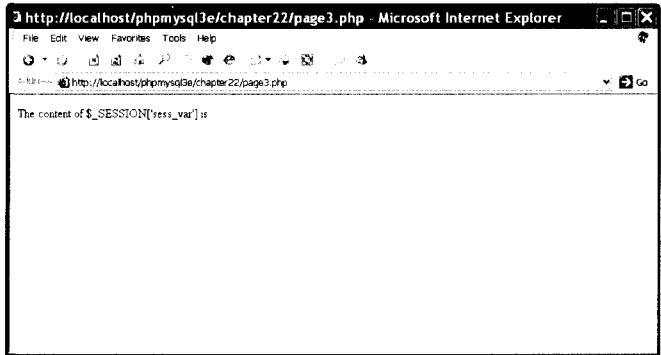 http://localhost/phpmysql3e/chapter22/page3.php - Microsoft Internet Explorer
File Edit View Favorites Tools Help
http://localhost/phpmysql3e/chapter22/page3.php Go
The content of $_SESSION['sess_var'] is